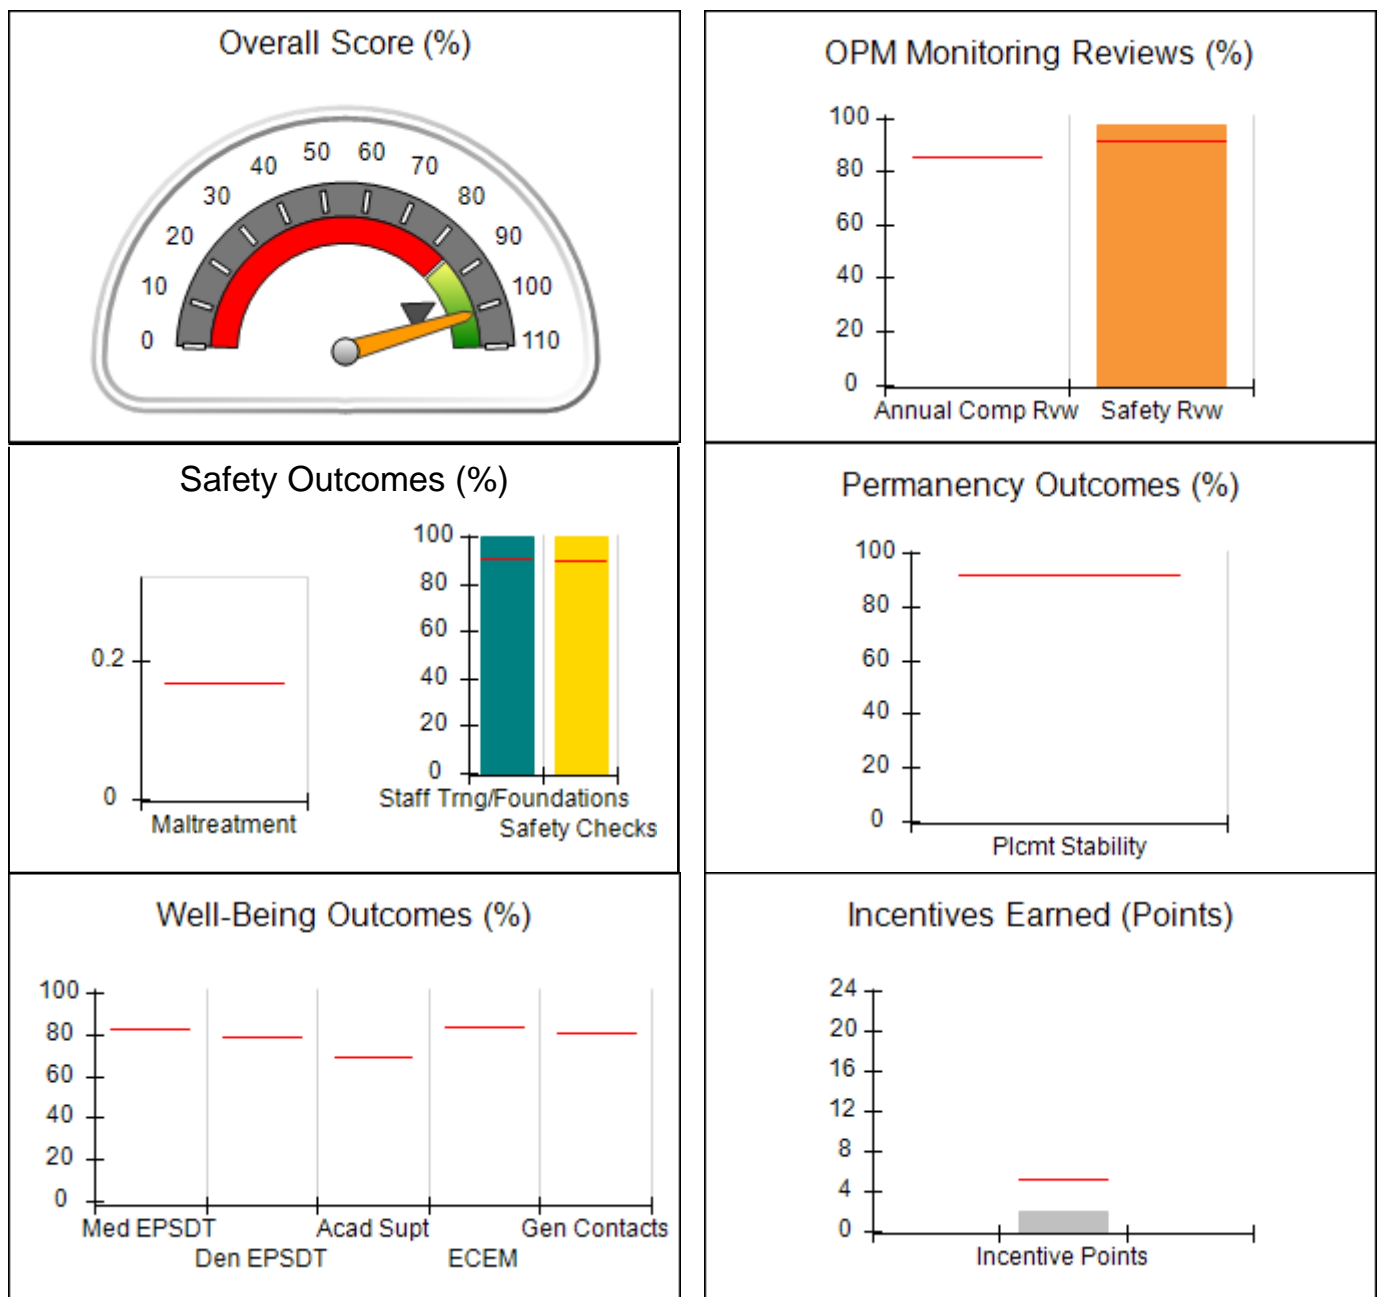 Overall Score (%)
0 10 20 30 40 50 60 70 80 90 100 110
OPM Monitoring Reviews (%)
100
80
60
40
20
0
Annual Comp Rvw Safety Rvw
Safety Outcomes (%)
0.2
0
Maltreatment
100
80
60
40
20
0
Staff Trng/Foundations
Safety Checks
Permanency Outcomes (%)
100
80
60
40
20
0
Plcmt Stability
Well-Being Outcomes (%)
100
80
60
40
20
0
Med EPSDT Acad Supt Gen Contacts
Den EPSDT ECEM
Incentives Earned (Points)
24
20
16
12
8
4
0
Incentive Points